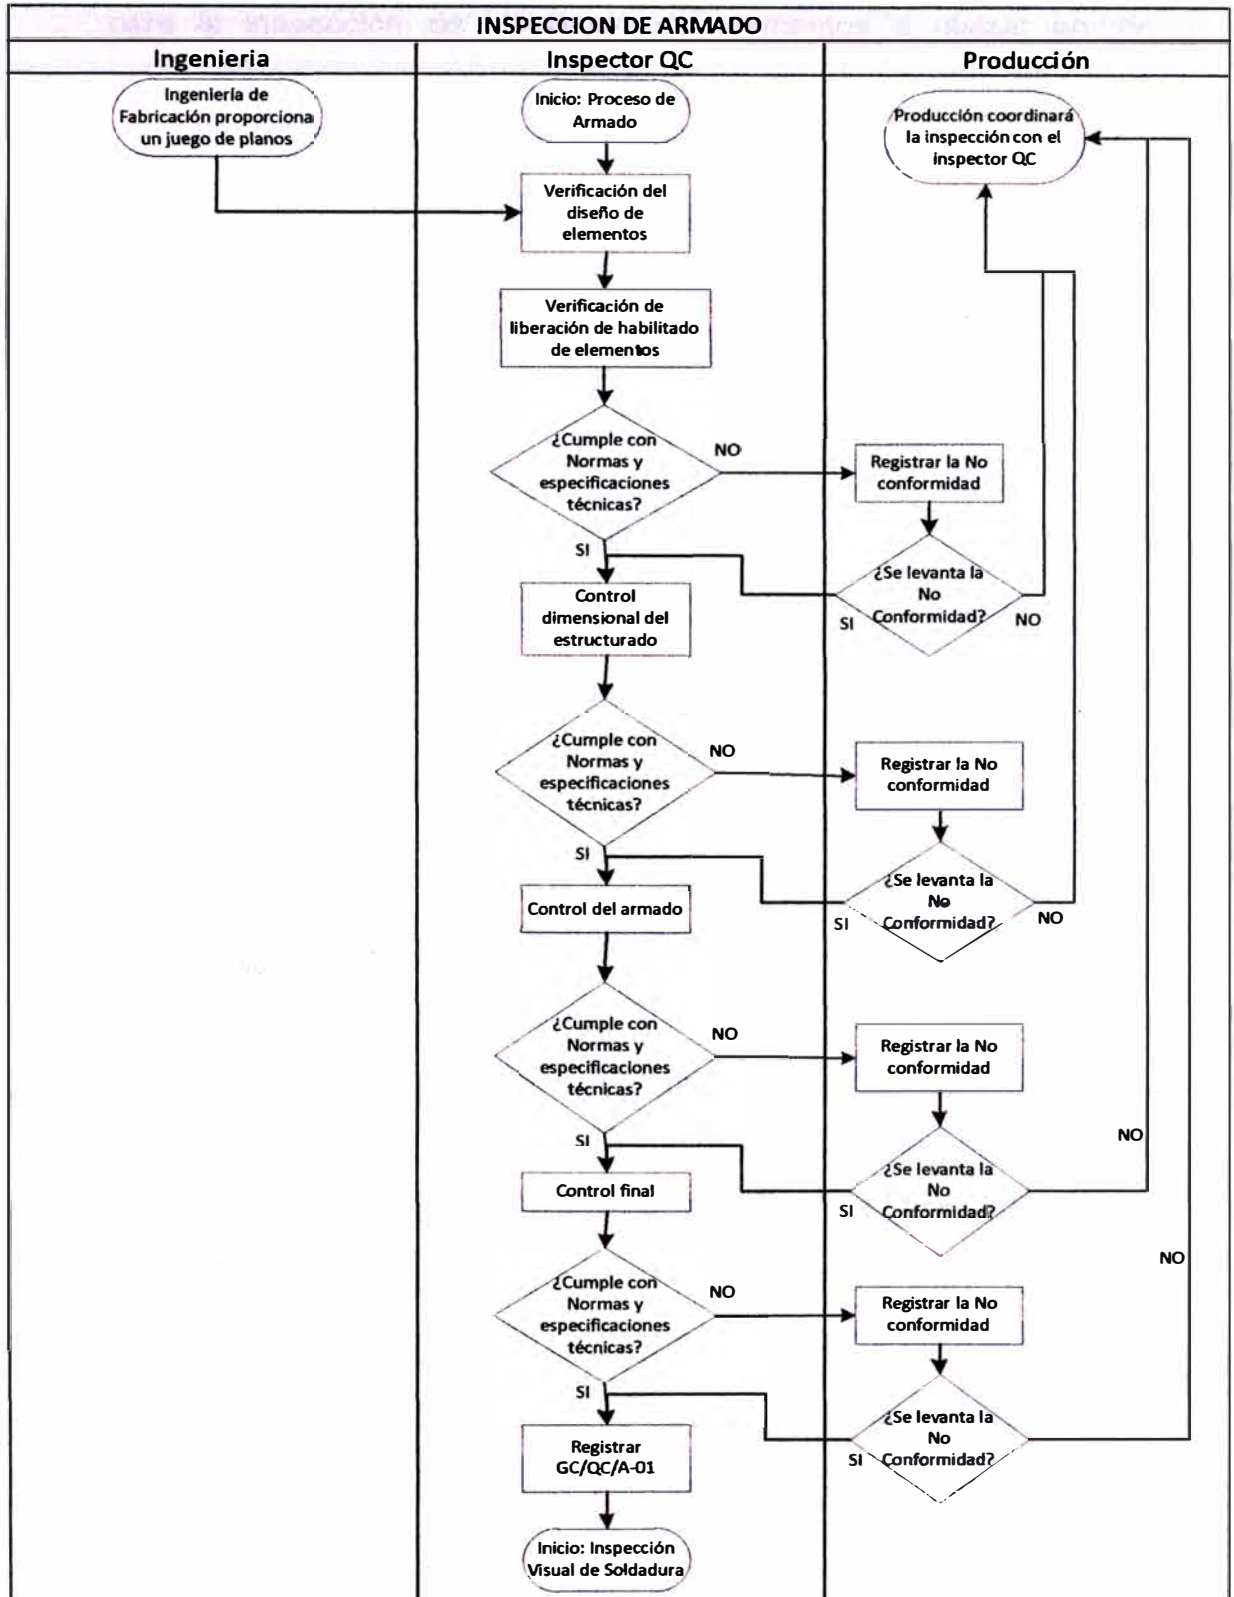 INSPECCION DE ARMADO
Ingenieria
Inspector QC
Producción
Ingeniería de
Fabricación proporciona
un juego de planos
Inicio: Proceso de
Armado
Producción coordinará
la inspección con el
inspector QC
Verificación del
diseño de
elementos
Verificación de
liberación de habilitado
de elementos
¿Cumple con
Normas y
especificaciones
técnicas?
NO
Registrar la No
conformidad
SI
¿Se levanta la
No
Conformidad?
SI
NO
Control
dimensional del
estructurado
¿Cumple con
Normas y
especificaciones
técnicas?
NO
Registrar la No
conformidad
SI
¿Se levanta la
No
Conformidad?
SI
NO
Control del armado
¿Cumple con
Normas y
especificaciones
técnicas?
NO
Registrar la No
conformidad
SI
¿Se levanta la
No
Conformidad?
SI
NO
Control final
¿Cumple con
Normas y
especificaciones
técnicas?
NO
Registrar la No
conformidad
SI
¿Se levanta la
No
Conformidad?
SI
NO
Registrar
GC/QC/A-01
Inicio: Inspección
Visual de Soldadura